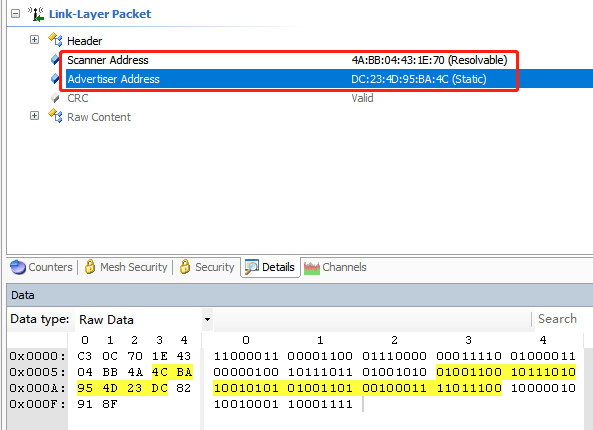 Link-Layer Packet
Header
Scanner Address 4A:BB:04:43:1E:70 (Resolvable)
Advertiser Address DC:23:4D:95:BA:4C (Static)
CRC Valid
Raw Content
Counters Mesh Security Security Details Channels
Data
Data type: Raw Data Search
0 1 2 3 4 0 1 2 3 4
0x0000: C3 0C 70 1E 43 11000011 00001100 01110000 00011110 01000011
0x0005: 04 BB 4A 4C BA 00000100 10111011 01001010 01001100 10111010
0x000A: 95 4D 23 DC 82 10010101 01001101 00100011 11011100 10000010
0x000F: 91 8F 10010001 10001111